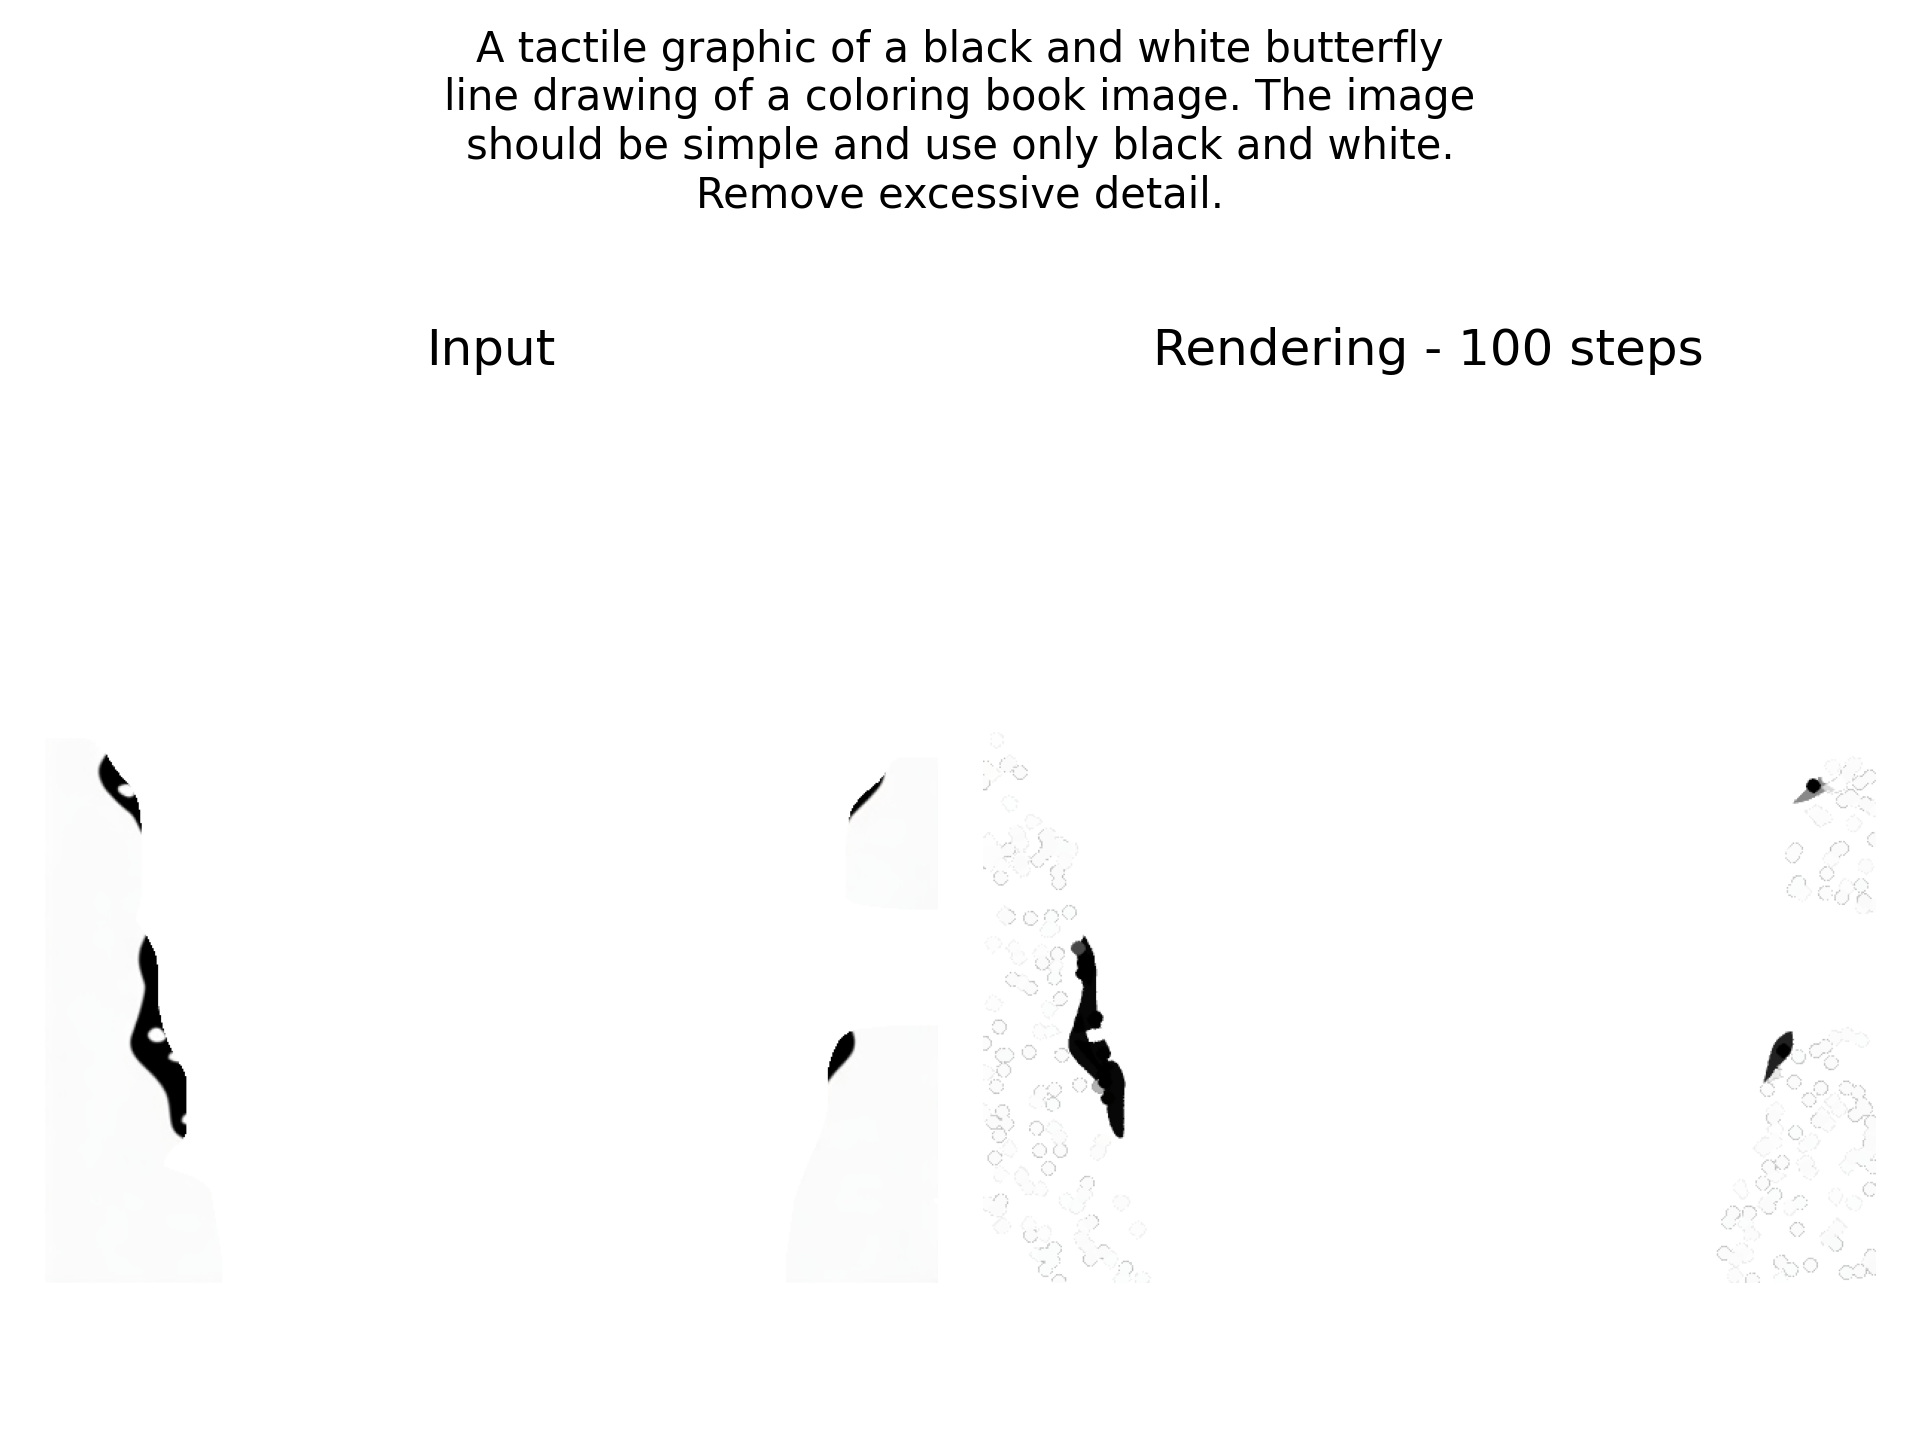 A tactile graphic of a black and white butterfly
line drawing of a coloring book image. The image
should be simple and use only black and white.
Remove excessive detail.
Input
Rendering - 100 steps